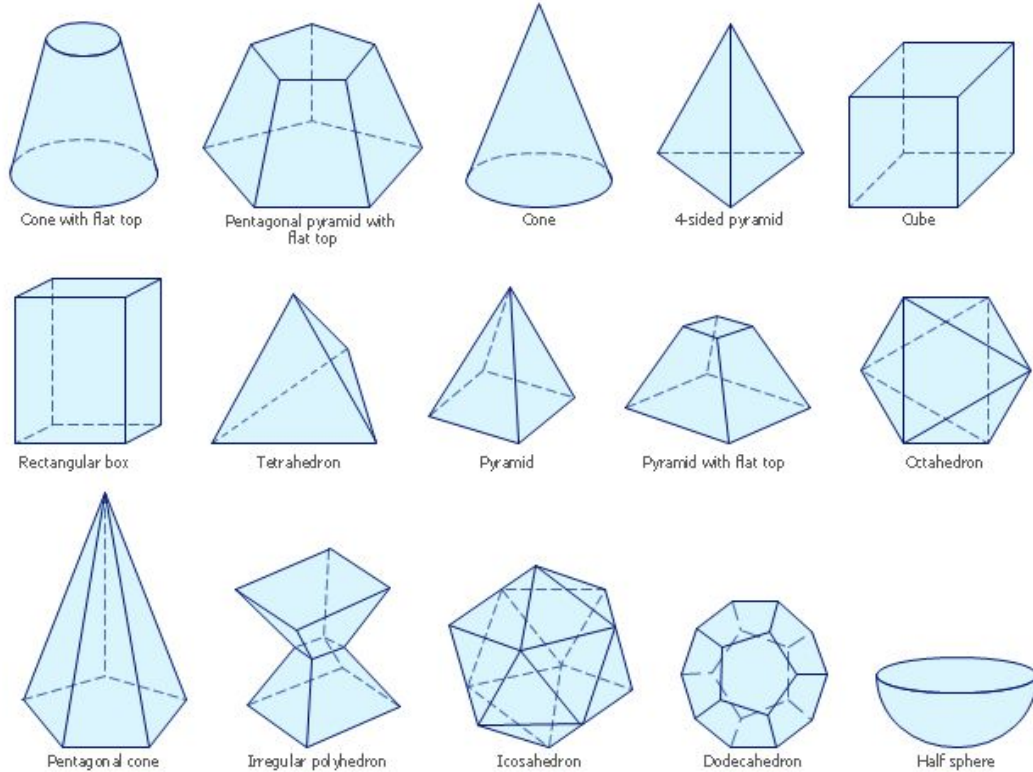 Cone with flat top
Pentagonal pyramid with
flat top
Cone
4-sided pyramid
Cube
Rectangular box
Tetrahedron
Pyramid
Pyramid with flat top
Octahedron
Pentagonal cone
Irregular polyhedron
Icosahedron
Dodecahedron
Half sphere